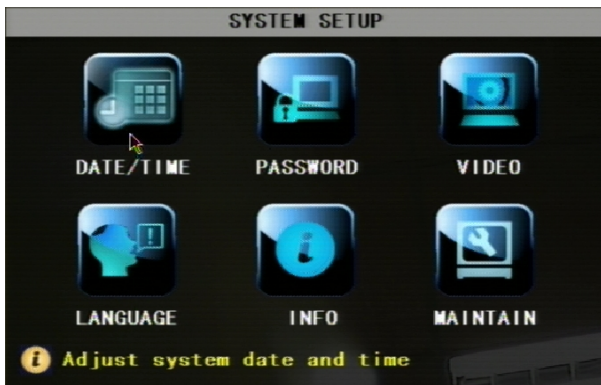 SYSTEM SETUP
DATE/TIME PASSWORD VIDEO
LANGUAGE INFO MAINTAIN
Adjust system date and time